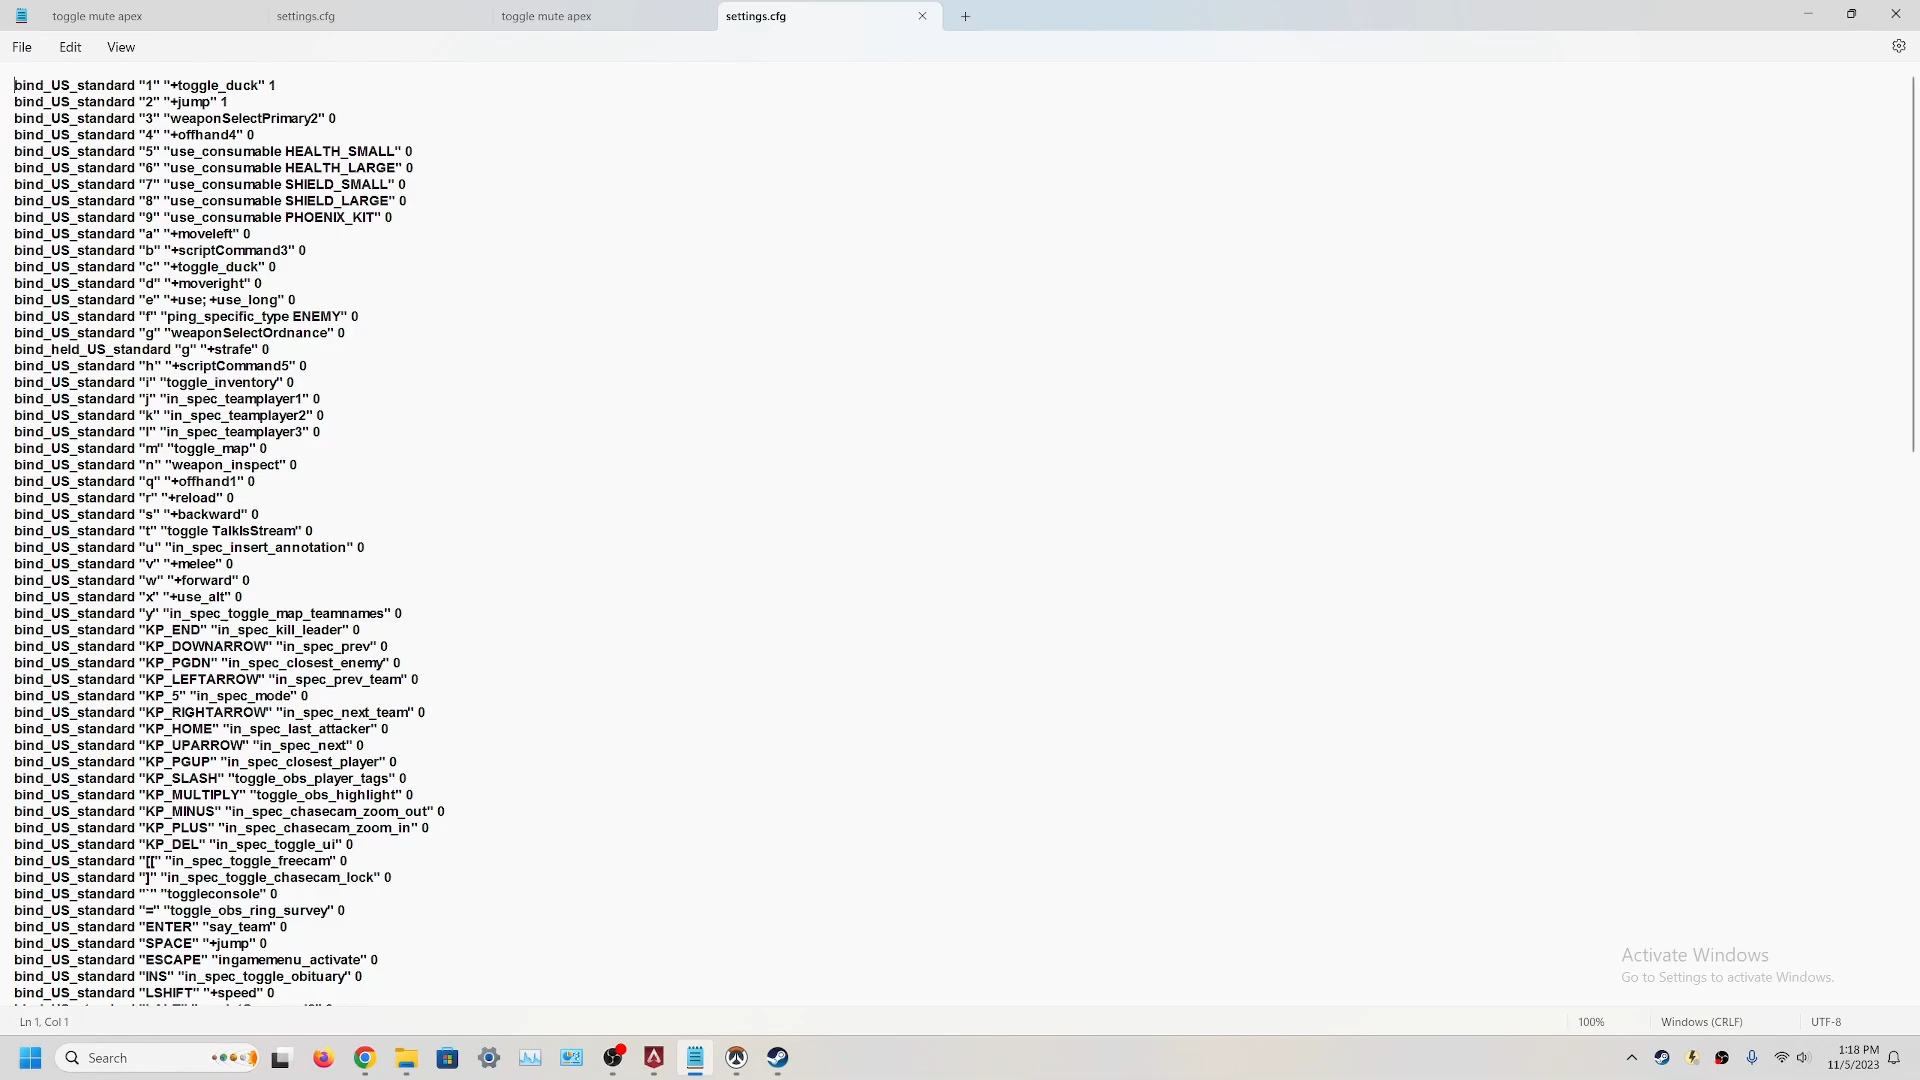 toggle mute apex
settings.cfg
toggle mute apex
settings.cfg
File
Edit
View
bind_US_standard "1" "+toggle_duck" 1
bind_US_standard "2" "+jump" 1
bind_US_standard "3" "weaponSelectPrimary2" 0
bind_US_standard "4" "+offhand4" 0
bind_US_standard "5" "use_consumable HEALTH_SMALL" 0
bind_US_standard "6" "use_consumable HEALTH_LARGE" 0
bind_US_standard "7" "use_consumable SHIELD_SMALL" 0
bind_US_standard "8" "use_consumable SHIELD_LARGE" 0
bind_US_standard "9" "use_consumable PHOENIX_KIT" 0
bind_US_standard "a" "+moveleft" 0
bind_US_standard "b" "+scriptCommand3" 0
bind_US_standard "c" "+toggle_duck" 0
bind_US_standard "d" "+moveright" 0
bind_US_standard "e" "+use; +use_long" 0
bind_US_standard "f" "ping_specific_type ENEMY" 0
bind_US_standard "g" "weaponSelectOrdnance" 0
bind_held_US_standard "g" "+strafe" 0
bind_US_standard "h" "+scriptCommand5" 0
bind_US_standard "i" "toggle_inventory" 0
bind_US_standard "j" "in_spec_teamplayer1" 0
bind_US_standard "k" "in_spec_teamplayer2" 0
bind_US_standard "l" "in_spec_teamplayer3" 0
bind_US_standard "m" "toggle_map" 0
bind_US_standard "n" "weapon_inspect" 0
bind_US_standard "q" "+offhand1" 0
bind_US_standard "r" "+reload" 0
bind_US_standard "s" "+backward" 0
bind_US_standard "t" "toggle TalkIsStream" 0
bind_US_standard "u" "in_spec_insert_annotation" 0
bind_US_standard "v" "+melee" 0
bind_US_standard "w" "+forward" 0
bind_US_standard "x" "+use_alt" 0
bind_US_standard "y" "in_spec_toggle_map_teamnames" 0
bind_US_standard "KP_END" "in_spec_kill_leader" 0
bind_US_standard "KP_DOWNARROW" "in_spec_prev" 0
bind_US_standard "KP_PGDN" "in_spec_closest_enemy" 0
bind_US_standard "KP_LEFTARROW" "in_spec_prev_team" 0
bind_US_standard "KP_5" "in_spec_mode" 0
bind_US_standard "KP_RIGHTARROW" "in_spec_next_team" 0
bind_US_standard "KP_HOME" "in_spec_last_attacker" 0
bind_US_standard "KP_UPARROW" "in_spec_next" 0
bind_US_standard "KP_PGUP" "in_spec_closest_player" 0
bind_US_standard "KP_SLASH" "toggle_obs_player_tags" 0
bind_US_standard "KP_MULTIPLY" "toggle_obs_highlight" 0
bind_US_standard "KP_MINUS" "in_spec_chasecam_zoom_out" 0
bind_US_standard "KP_PLUS" "in_spec_chasecam_zoom_in" 0
bind_US_standard "KP_DEL" "in_spec_toggle_ui" 0
bind_US_standard "[[" "in_spec_toggle_freecam" 0
bind_US_standard "]" "in_spec_toggle_chasecam_lock" 0
bind_US_standard "`" "toggleconsole" 0
bind_US_standard "=" "toggle_obs_ring_survey" 0
bind_US_standard "ENTER" "say_team" 0
bind_US_standard "SPACE" "+jump" 0
bind_US_standard "ESCAPE" "ingamemenu_activate" 0
bind_US_standard "INS" "in_spec_toggle_obituary" 0
bind_US_standard "LSHIFT" "+speed" 0
Activate Windows
Go to Settings to activate Windows.
Ln 1, Col 1
100%
Windows (CRLF)
UTF-8
Search
1:18 PM
11/5/2023